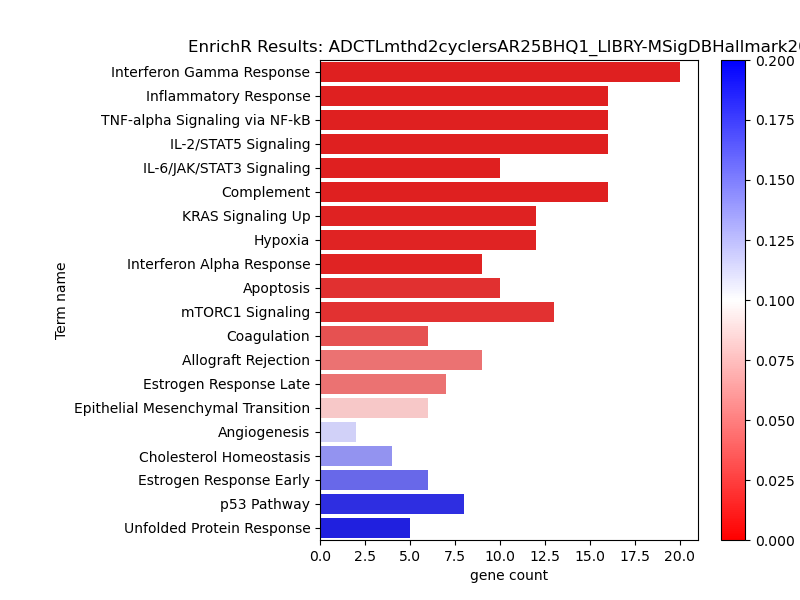 EnrichR Results: ADCTLmthd2cyclersAR25BHQ1_LIBRY-MSigDBHallmark20
Interferon Gamma Response
Inflammatory Response
TNF-alpha Signaling via NF-kB
IL-2/STAT5 Signaling
IL-6/JAK/STAT3 Signaling
Complement
KRAS Signaling Up
Hypoxia
Interferon Alpha Response
Apoptosis
mTORC1 Signaling
Coagulation
Allograft Rejection
Estrogen Response Late
Epithelial Mesenchymal Transition
Angiogenesis
Cholesterol Homeostasis
Estrogen Response Early
p53 Pathway
Unfolded Protein Response
Term name
0.0 2.5 5.0 7.5 10.0 12.5 15.0 17.5 20.0
gene count
0.200
0.175
0.150
0.125
0.100
0.075
0.050
0.025
0.000